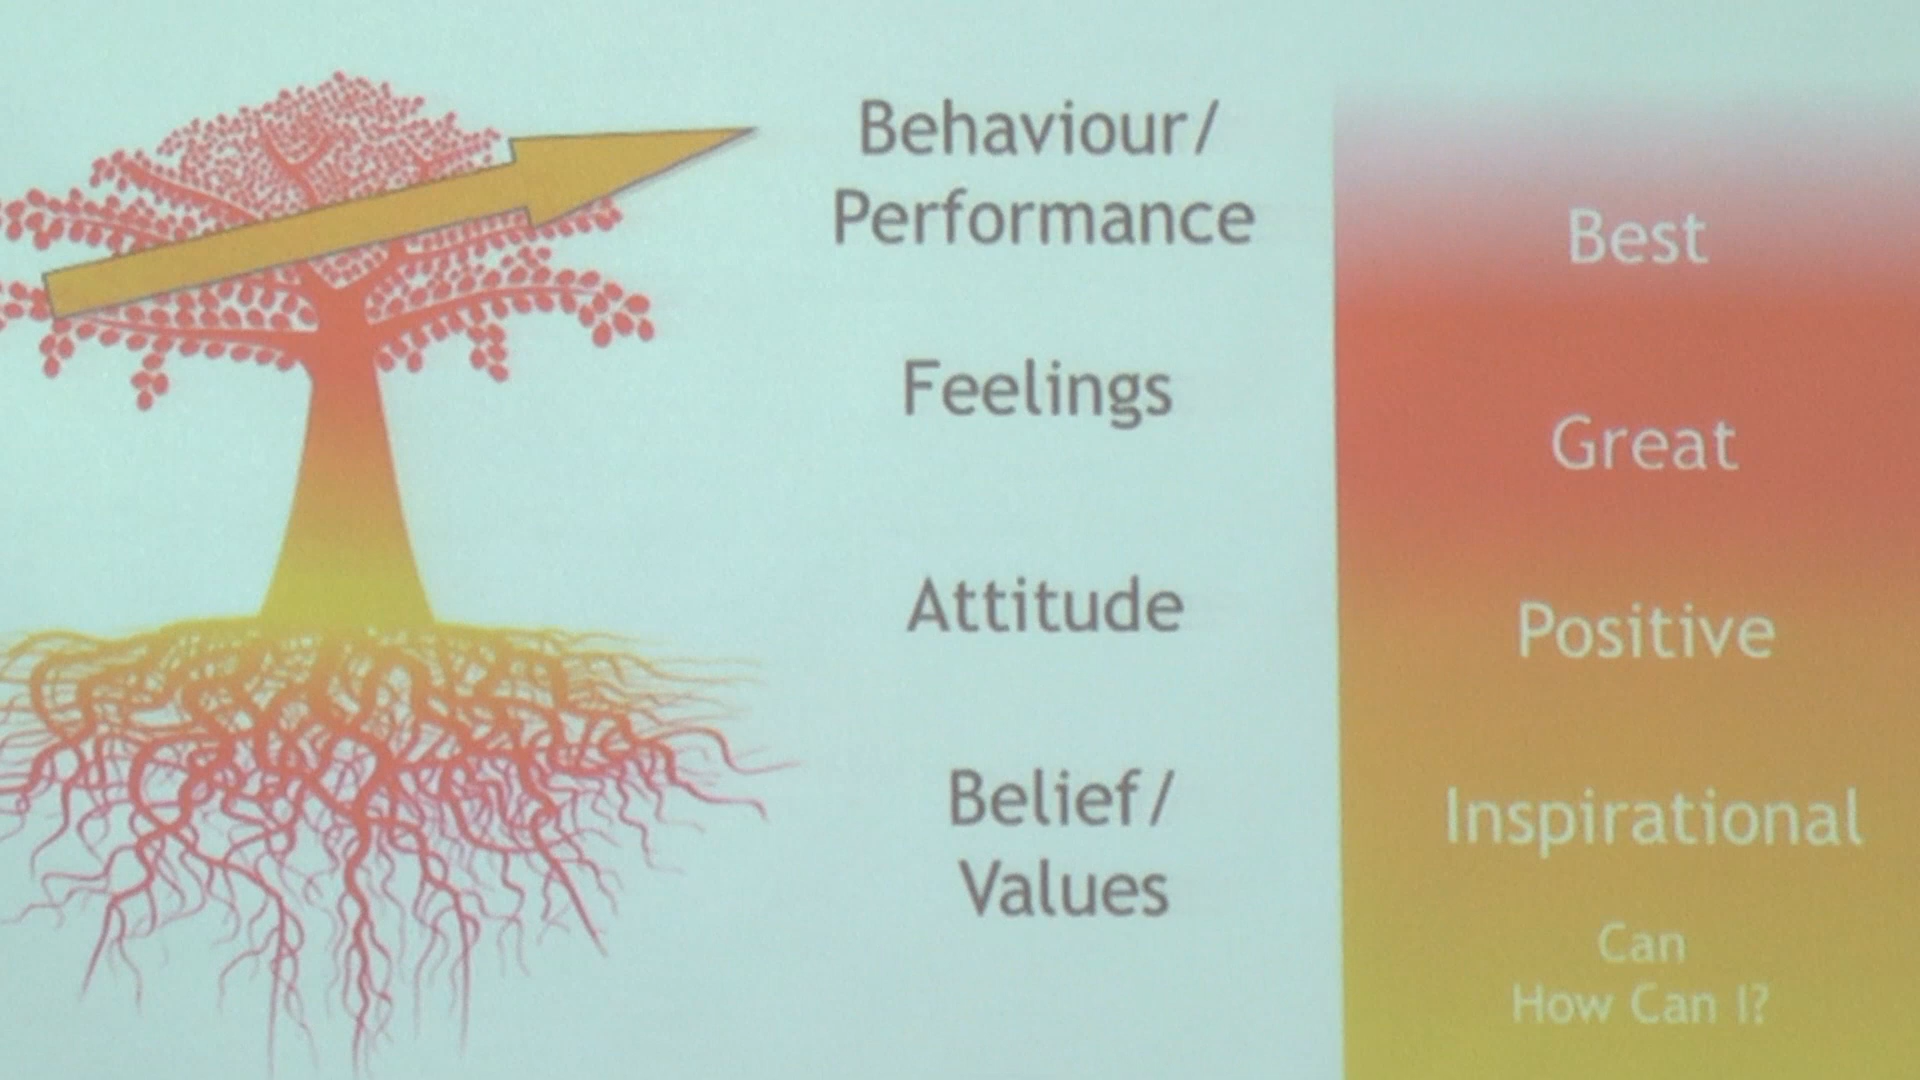 Behaviour/
Performance
Feelings
Attitude
Belief/
Values
Best
Great
Positive
Inspirational
Can
How Can I?